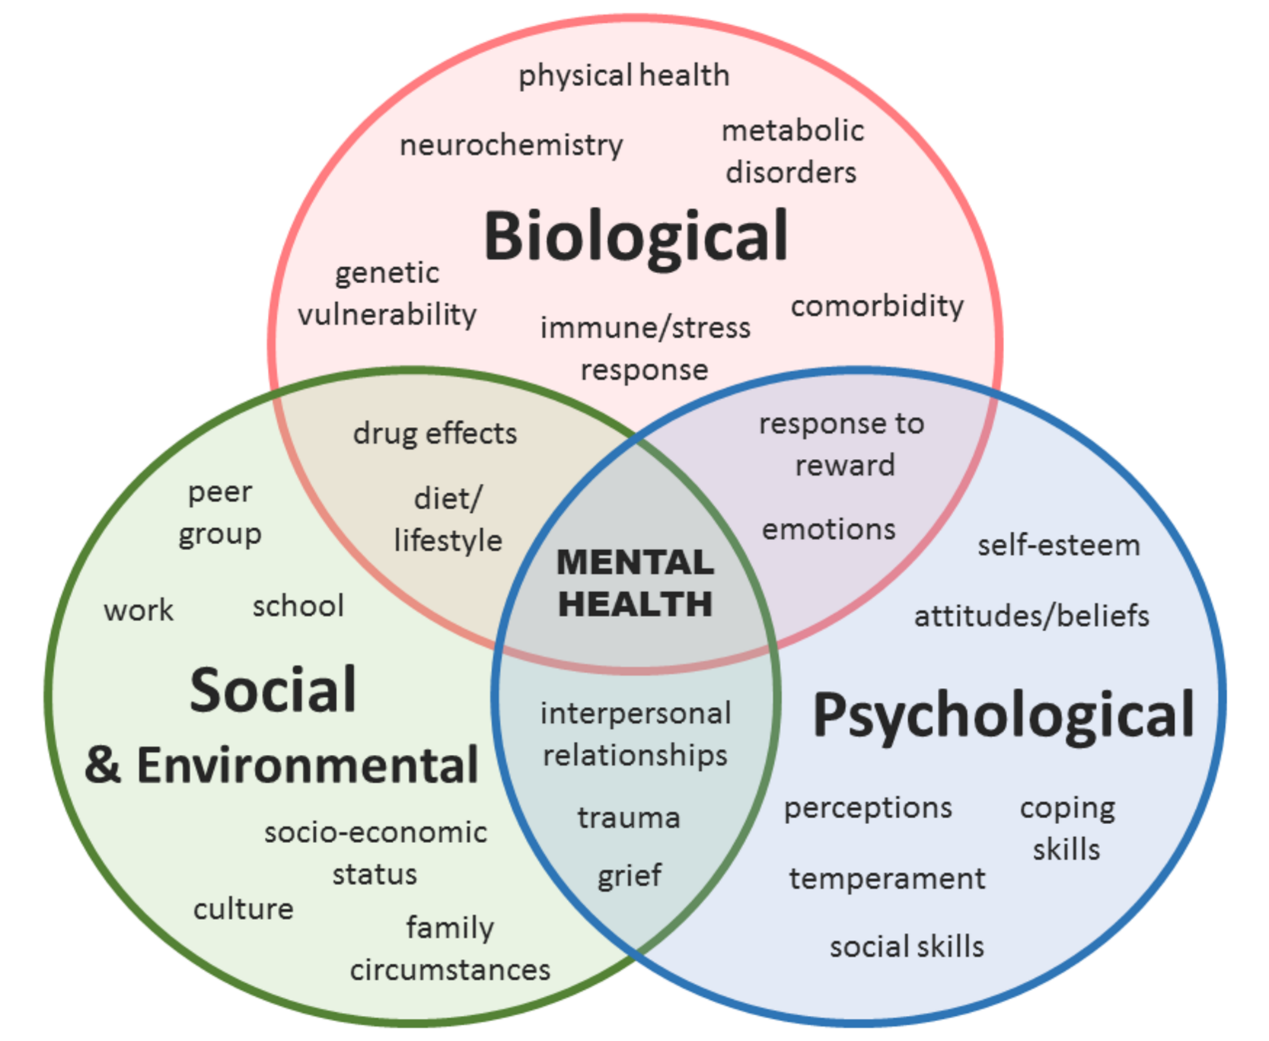 physical health
neurochemistry
metabolic
disorders
Biological
genetic
vulnerability
immune/stress
response
comorbidity
drug effects
diet/
lifestyle
response to
reward
emotions
MENTAL
HEALTH
peer
group
work
school
Social
& Environmental
socio-economic
status
culture
family
circumstances
interpersonal
relationships
trauma
grief
self-esteem
attitudes/beliefs
Psychological
perceptions
coping
skills
temperament
social skills